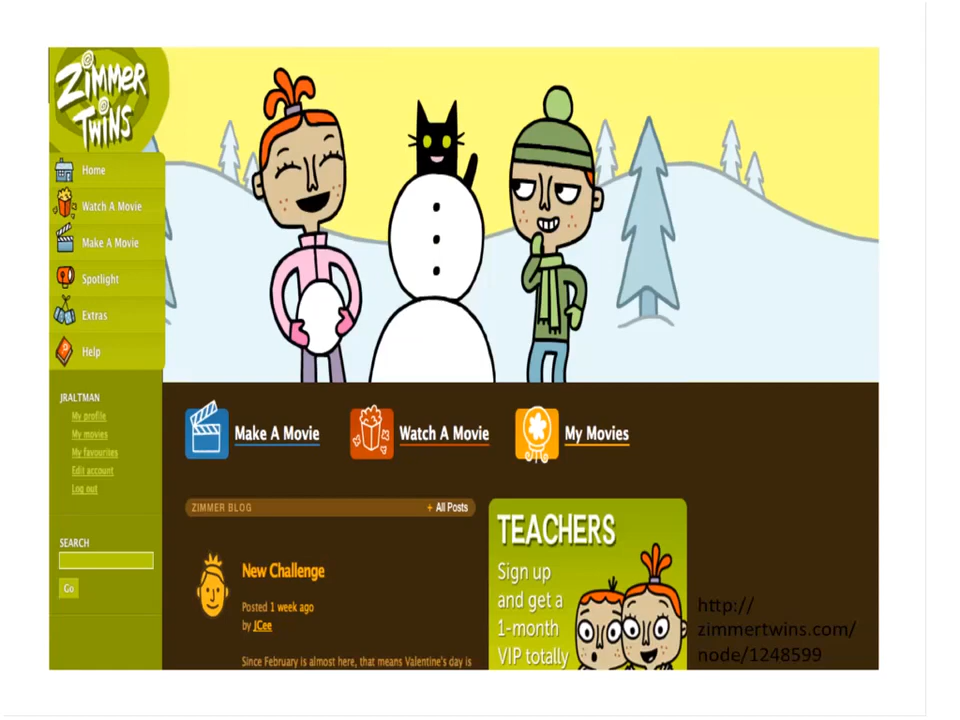 ZIMMER
TWINS
Home
Watch A Movie
Make A Movie
Spotlight
Extras
Help
JRALTMAN
My profile
My movies
My favourites
Edit account
Log out
SEARCH
Go
Make A Movie
Watch A Movie
My Movies
ZIMMER BLOG
+ All Posts
New Challenge
Posted 1 week ago
by JCee
Since February is almost here, that means Valentine's day is
TEACHERS
Sign up
and get a
1-month
VIP totally
http://
zimmertwins.com/
node/1248599